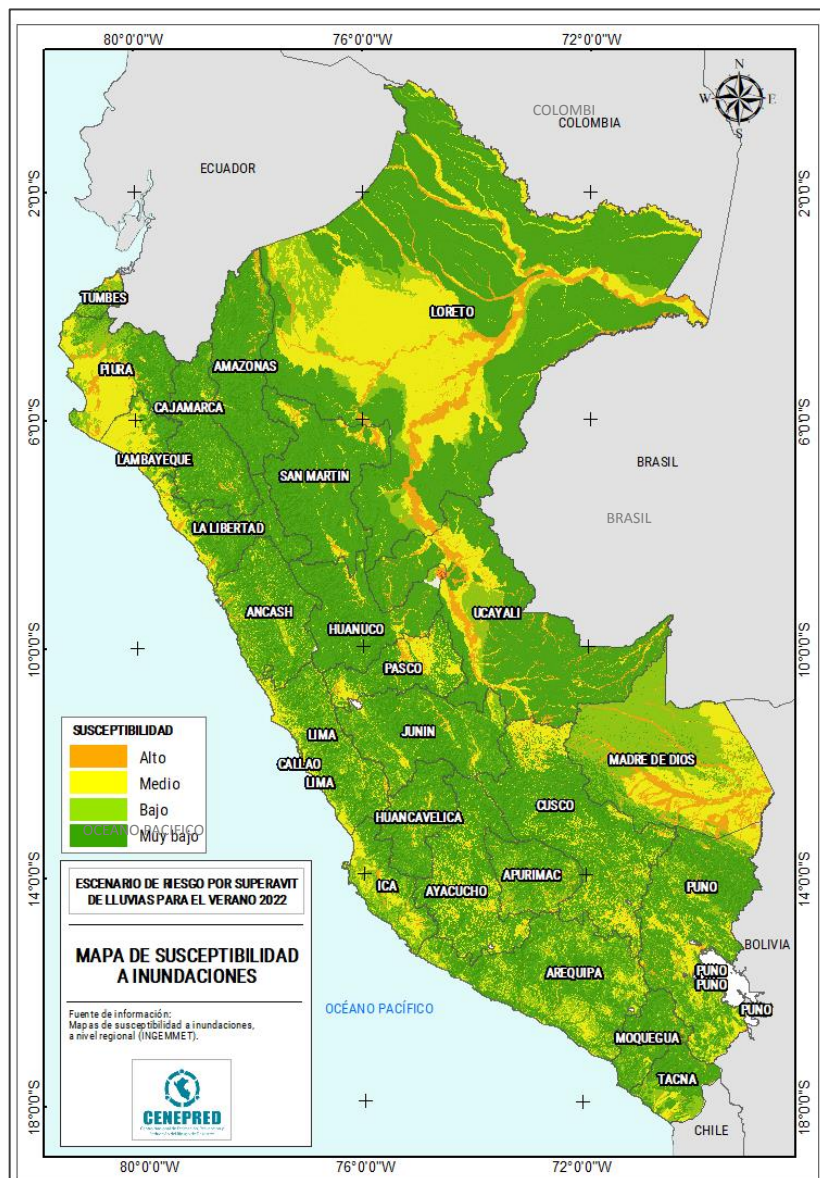 80°0'0"W 76°0'0"W 72°0'0"W
N
W E
S
COLOMBI
COLOMBIA
ECUADOR
2°0'0"S 2°0'0"S
TUMBES
LORETO
PIURA
AMAZONAS
CAJAMARCA
6°0'0"S 6°0'0"S
LAMBAYEQUE
SAN MARTIN
BRASIL
BRASIL
LA LIBERTAD
ANCASH
UCAYALI
HUANUCO
10°0'0"S 10°0'0"S
PASCO
SUSCEPTIBILIDAD
Alto
Medio
Bajo
Muy bajo
OCÉANO PACÍFICO
LIMA
JUNIN
CALLAO
LIMA
MADRE DE DIOS
CUSCO
HUANCAVELICA
14°0'0"S 14°0'0"S
ICA
AYACUCHO
APURIMAC
PUNO
BOLIVIA
AREQUIPA
PUNO
PUNO
PUNO
OCÉANO PACÍFICO
MOQUEGUA
TACNA
CHILE
18°0'0"S 18°0'0"S
ESCENARIO DE RIESGO POR SUPERAVIT
DE LLUVIAS PARA EL VERANO 2022
MAPA DE SUSCEPTIBILIDAD
A INUNDACIONES
Fuente de información:
Mapas de susceptibilidad a inundaciones,
a nivel regional (INGEMMET).
CENEPRED
80°0'0"W 76°0'0"W 72°0'0"W